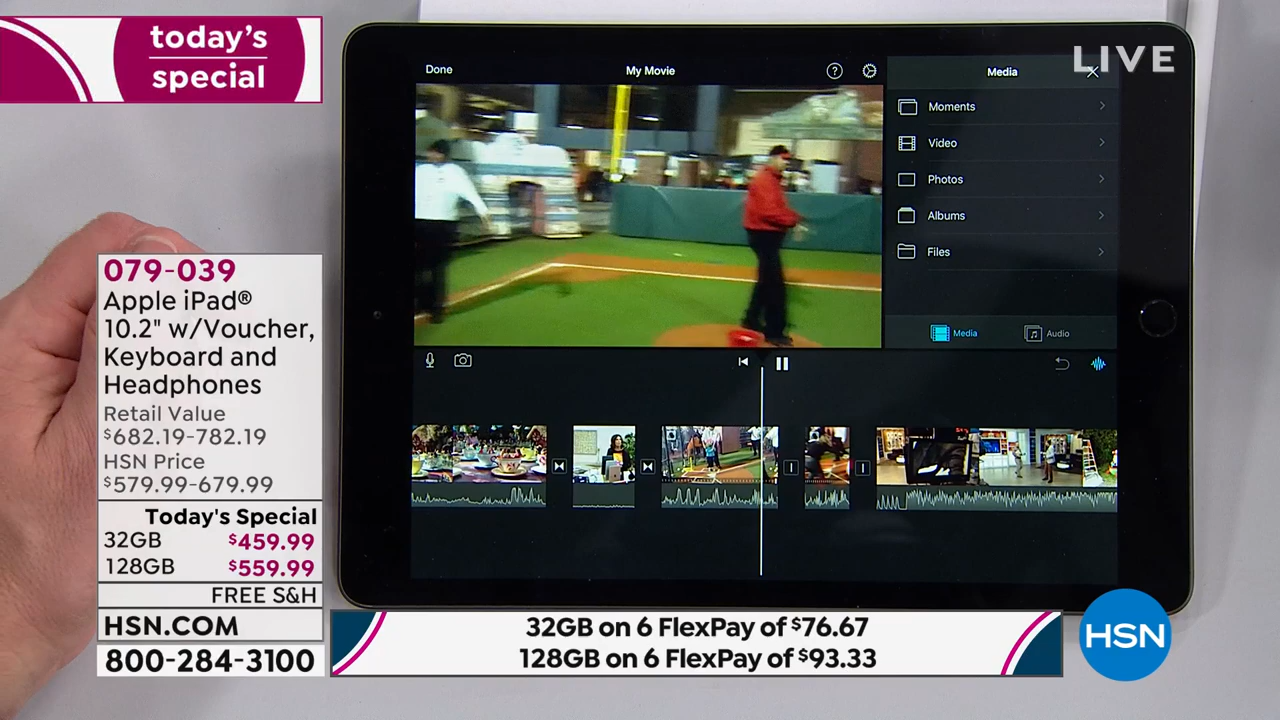 today's
special
LIVE
Done
My Movie
?
Media
Moments
Video
Photos
Albums
Files
Media
Audio
079-039
Apple iPad®
10.2" w/Voucher,
Keyboard and
Headphones
Retail Value
$682.19-782.19
HSN Price
$579.99-679.99
Today's Special
32GB $459.99
128GB $559.99
FREE S&H
HSN.COM
800-284-3100
32GB on 6 FlexPay of $76.67
128GB on 6 FlexPay of $93.33
HSN